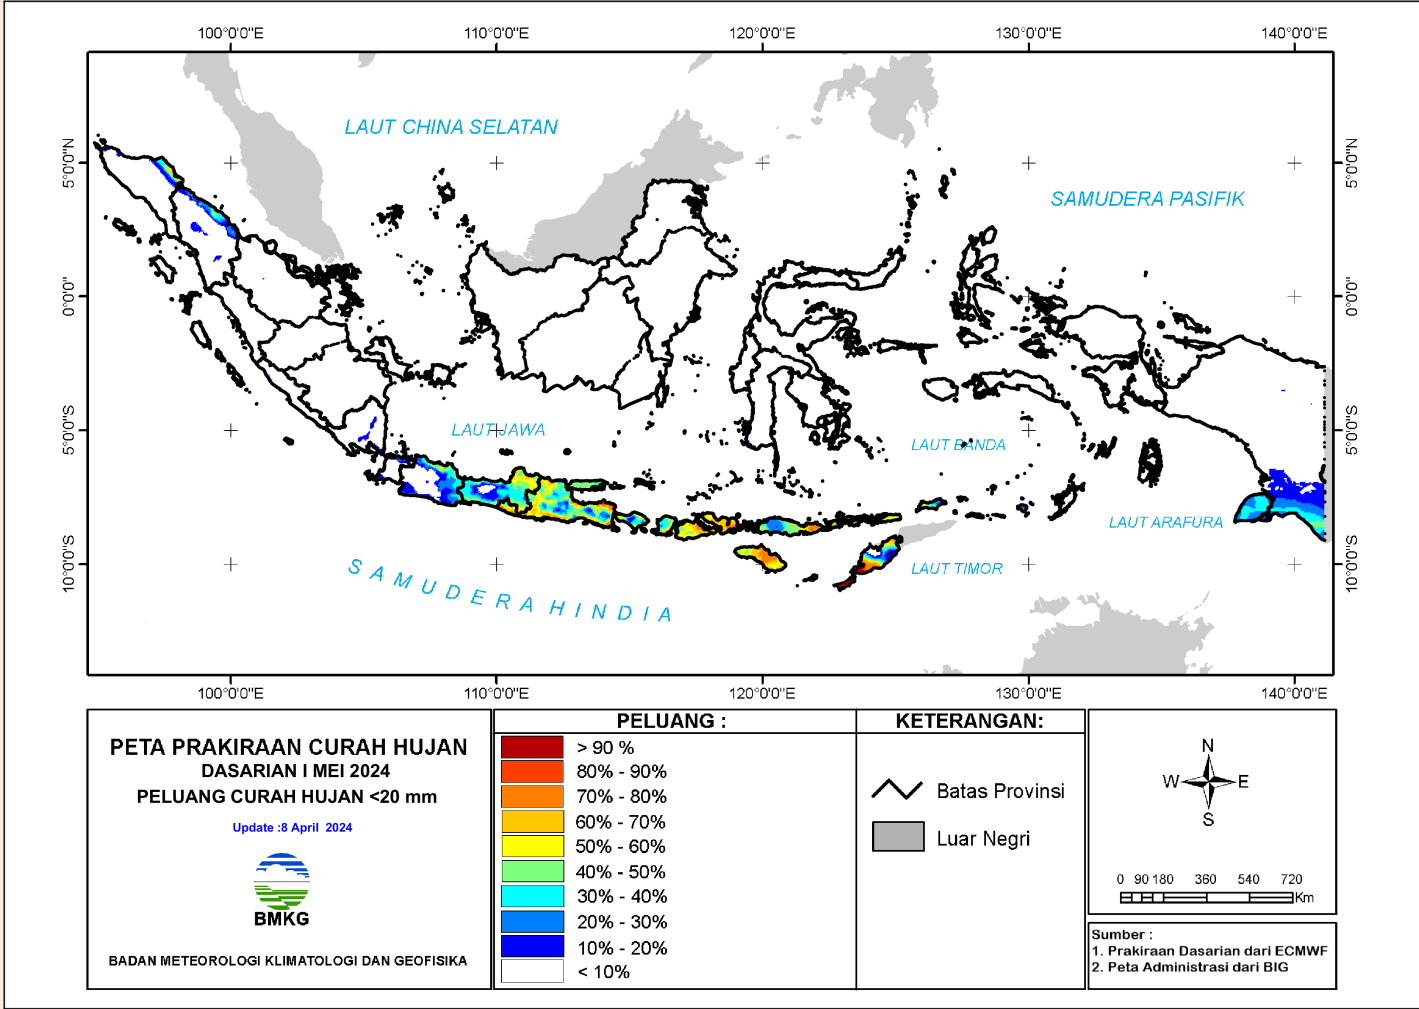 100°0'0"E 110°0'0"E 120°0'0"E 130°0'0"E 140°0'0"E
5°0'0"N 5°0'0"N
0°0'0" 0°0'0"
5°0'0"S 5°0'0"S
10°0'0"S 10°0'0"S
LAUT CHINA SELATAN
SAMUDERA PASIFIK
LAUT JAWA
LAUT BANDA
LAUT ARAFURA
LAUT TIMOR
SAMUDERA HINDIA
100°0'0"E 110°0'0"E 120°0'0"E 130°0'0"E 140°0'0"E
PETA PRAKIRAAN CURAH HUJAN
DASARIAN I MEI 2024
PELUANG CURAH HUJAN <20 mm
Update :8 April 2024
BMKG
BADAN METEOROLOGI KLIMATOLOGI DAN GEOFISIKA
PELUANG :
> 90 %
80% - 90%
70% - 80%
60% - 70%
50% - 60%
40% - 50%
30% - 40%
20% - 30%
10% - 20%
< 10%
KETERANGAN:
Batas Provinsi
Luar Negri
N
W E
S
0 90 180 360 540 720
Km
Sumber :
1. Prakiraan Dasarian dari ECMWF
2. Peta Administrasi dari BIG